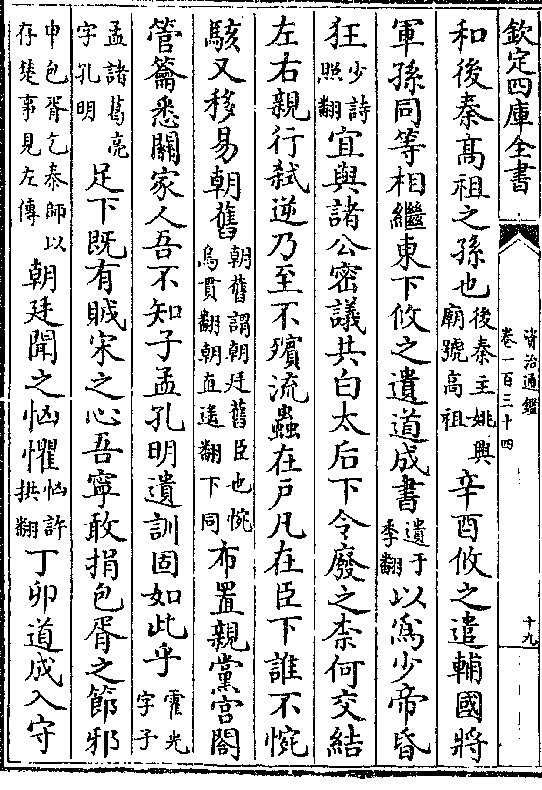 欽定四庫全書
資治通鑑
卷一百三十四
十九
和後秦髙祖之孫也後秦主姚興廟號高祖辛酉攸之遣輔國將
軍孫同等相繼東下攸之遺道成書遺于季翻以爲少帝昏
狂少詩照翻宜與諸公密議共白太后下令廢之柰何交結
左右親行弑逆乃至不殯流蟲在戸凡在臣下誰不惋
駭又移易朝舊朝舊謂朝廷舊臣也惋烏貫翻朝直遥翻下同布置親黨宫閤
管籥悉關家人吾不知子孟孔明遺訓固如此乎霍光字子
孟諸葛亮字孔明足下既有賊宋之心吾寧敢捐包胥之節邪
申包胥乞秦師以存楚事見左傳朝廷聞之恟懼恟許拱翻丁卯道成入守